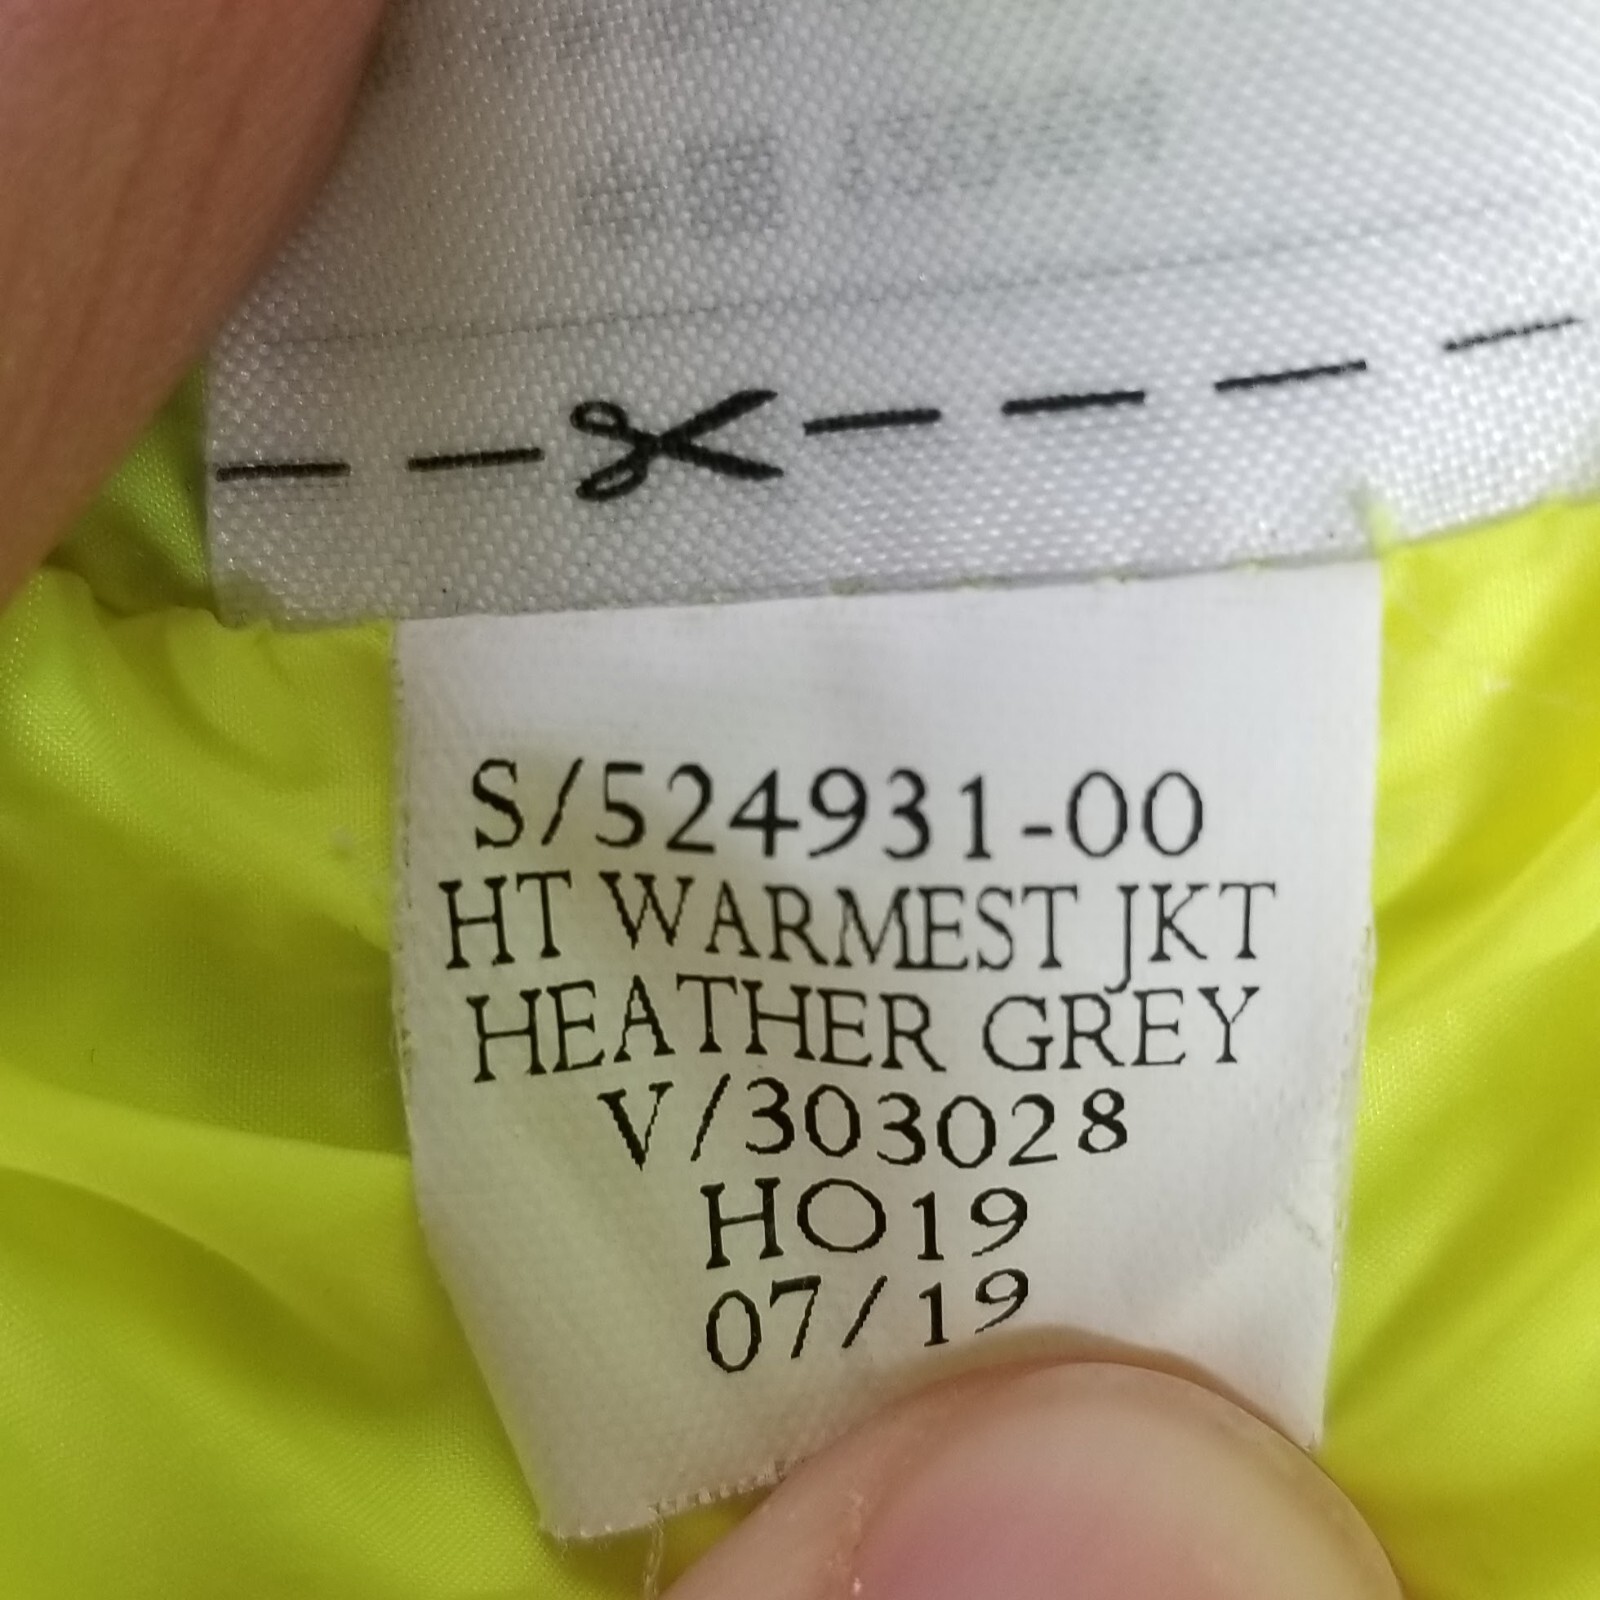 S/524931-00
HT WARMEST JKT
HEATHER GREY
V/303028
HO19
07/19